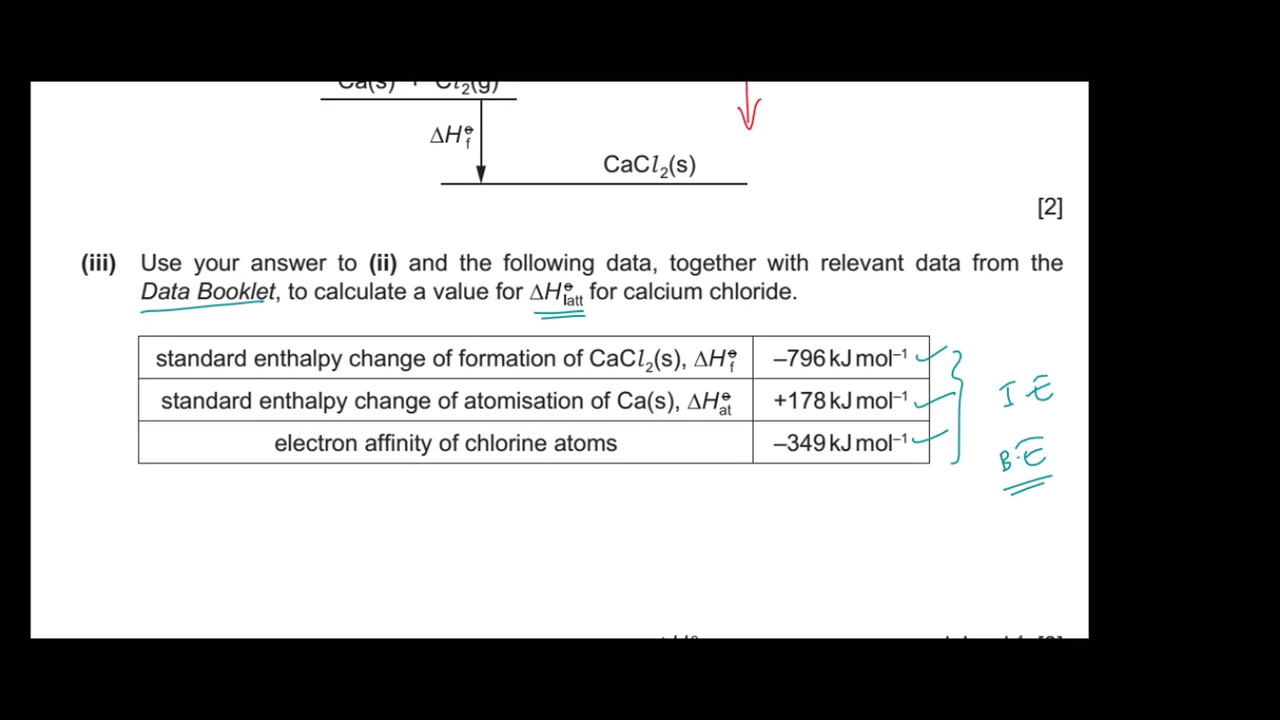 Ca(s) + Cl₂(g)
ΔH⦵f
CaCl₂(s)
[2]
(iii) Use your answer to (ii) and the following data, together with relevant data from the
Data Booklet, to calculate a value for ΔH⦵latt for calcium chloride.
standard enthalpy change of formation of CaCl₂(s), ΔH⦵f –796 kJ mol⁻¹
standard enthalpy change of atomisation of Ca(s), ΔH⦵at +178 kJ mol⁻¹
I.E
electron affinity of chlorine atoms –349 kJ mol⁻¹
B.E